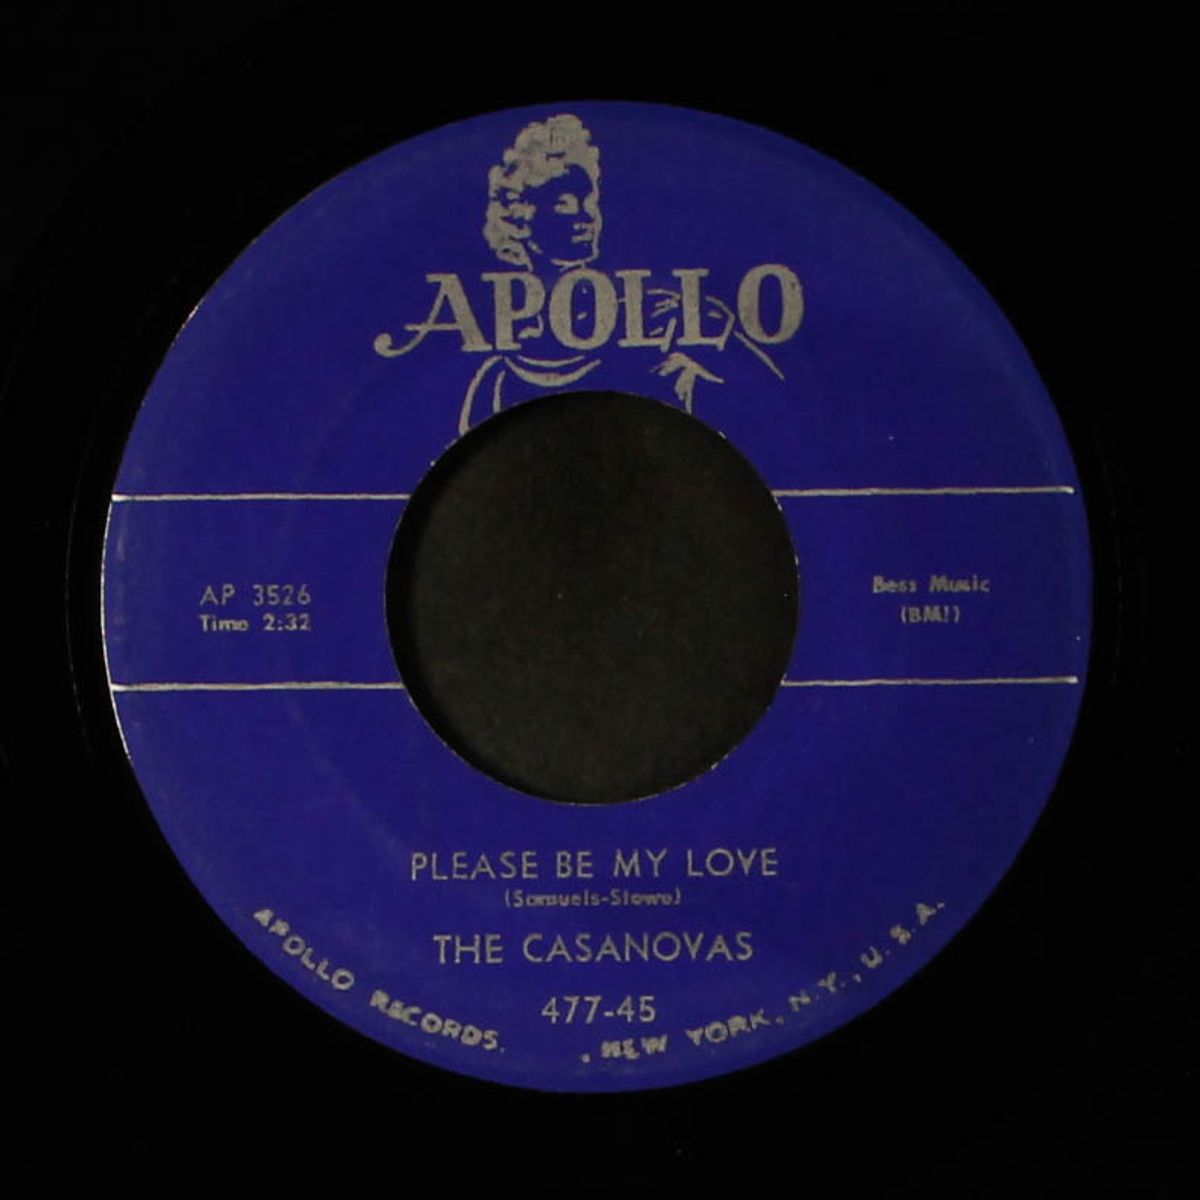 APOLLO
AP 3526
Time 2:32
Bess Music
(BMI)
PLEASE BE MY LOVE
(Samuels-Stowe)
THE CASANOVAS
477-45
APOLLO RECORDS, . NEW YORK, N.Y., U.S.A.